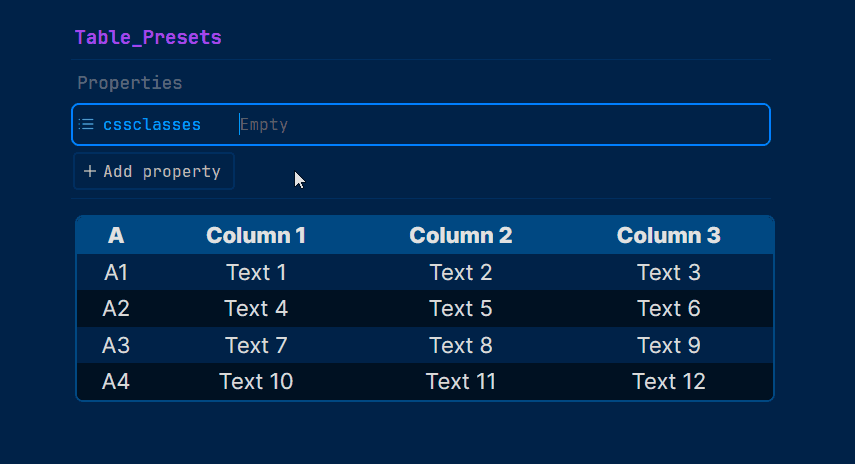 Table_Presets
Properties
cssclasses Empty
+ Add property
A Column 1 Column 2 Column 3
A1 Text 1 Text 2 Text 3
A2 Text 4 Text 5 Text 6
A3 Text 7 Text 8 Text 9
A4 Text 10 Text 11 Text 12